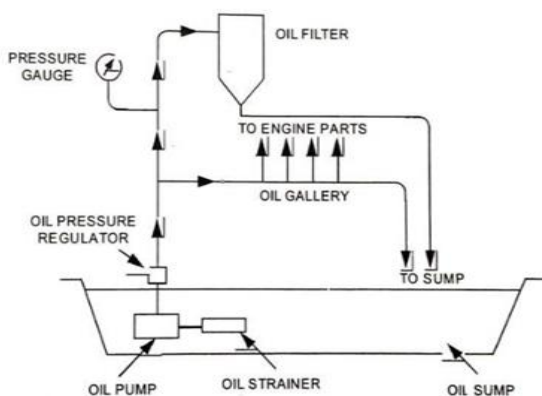 OIL FILTER
PRESSURE
GAUGE
TO ENGINE PARTS
OIL GALLERY
OIL PRESSURE
REGULATOR
TO SUMP
OIL PUMP
OIL STRAINER
OIL SUMP